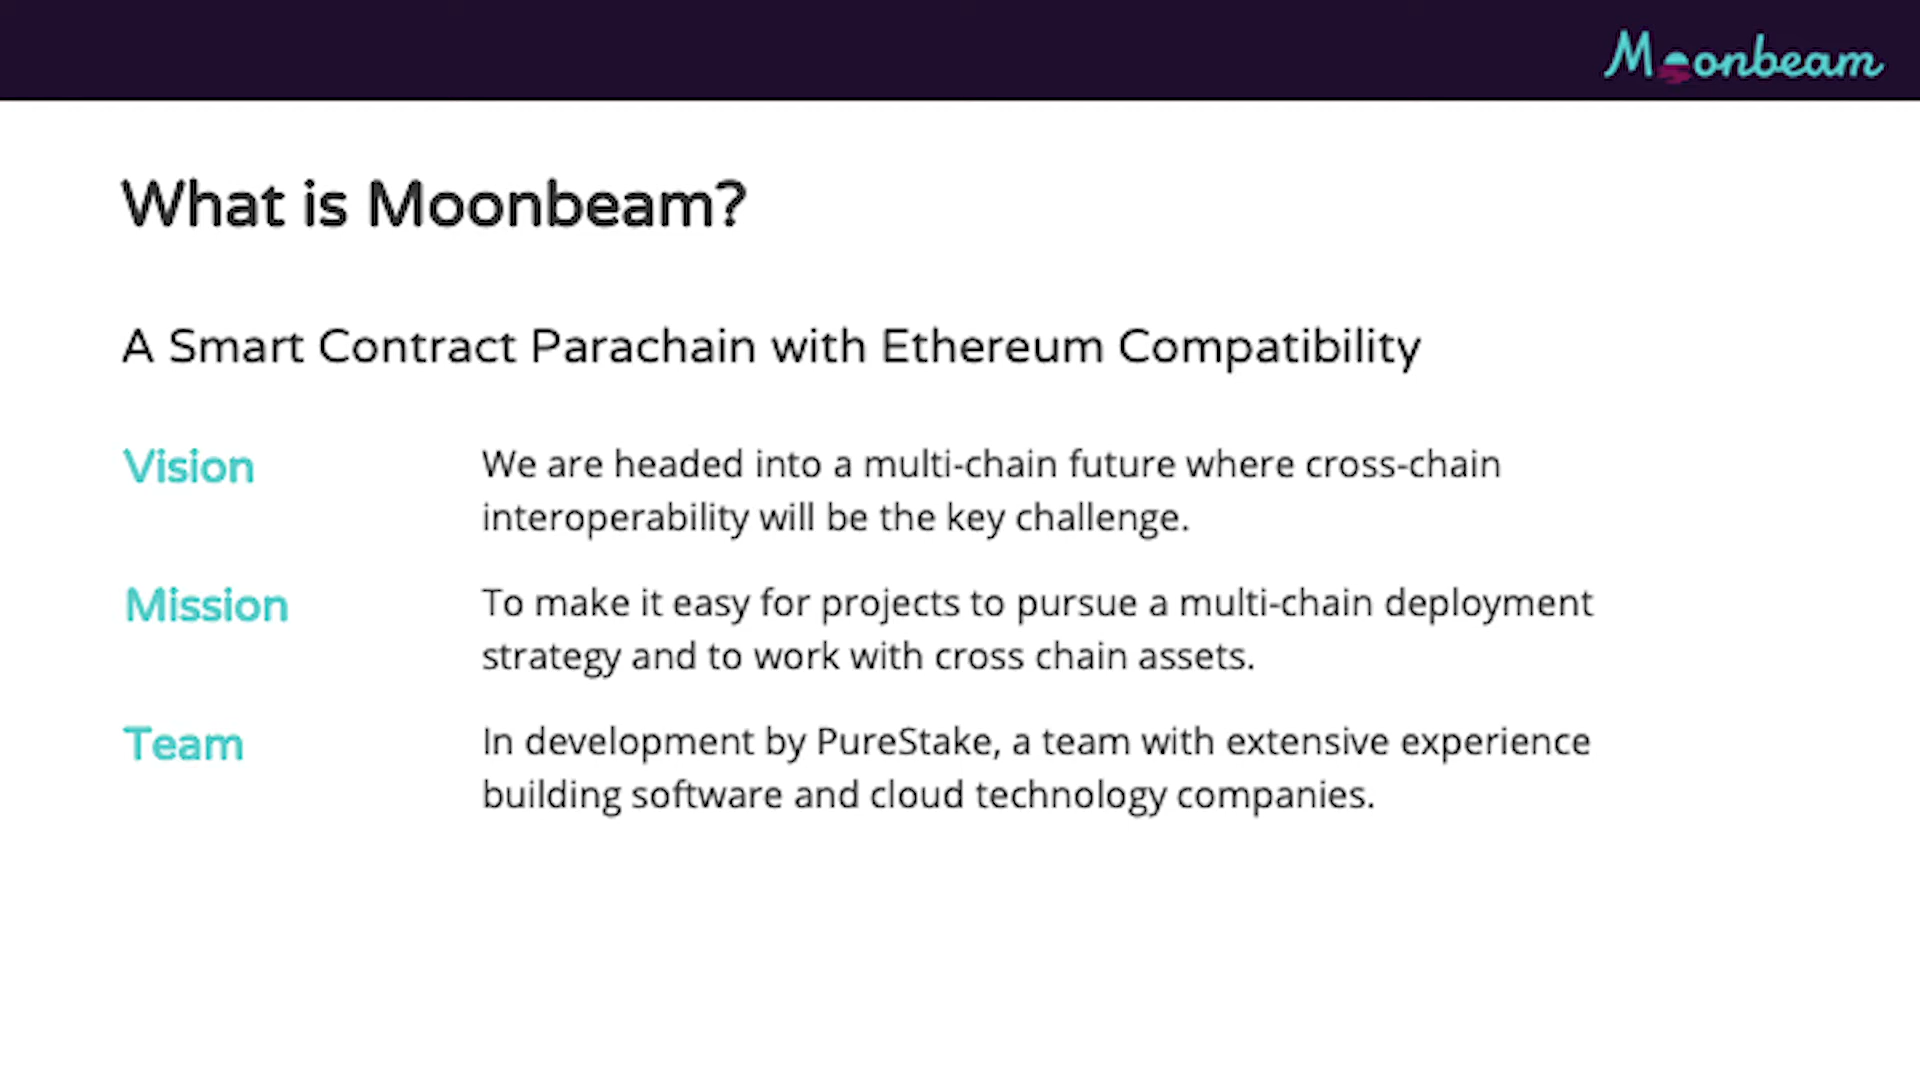 Moonbeam
What is Moonbeam?
A Smart Contract Parachain with Ethereum Compatibility
Vision
We are headed into a multi-chain future where cross-chain
interoperability will be the key challenge.
Mission
To make it easy for projects to pursue a multi-chain deployment
strategy and to work with cross chain assets.
Team
In development by PureStake, a team with extensive experience
building software and cloud technology companies.